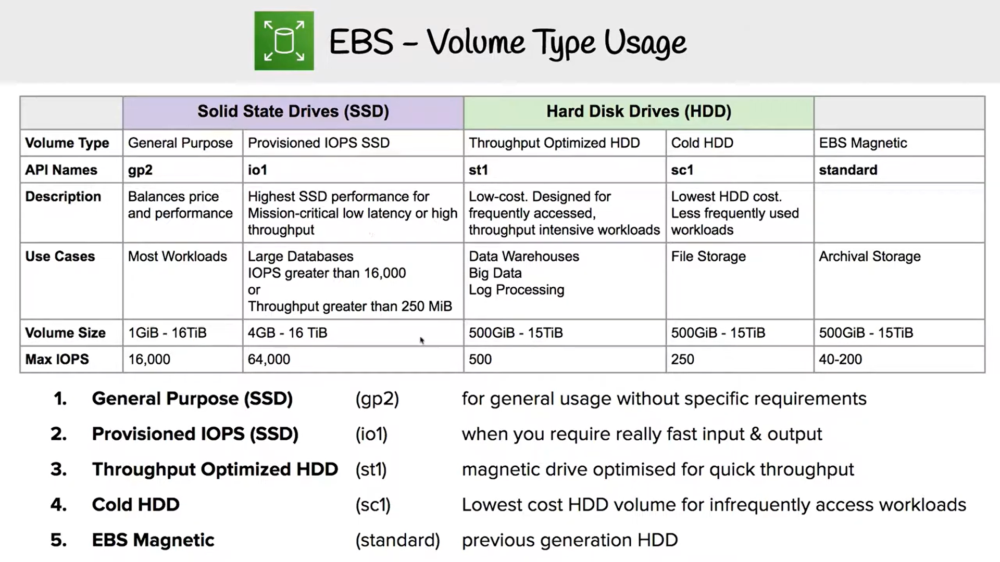 EBS – Volume Type Usage
Solid State Drives (SSD) Hard Disk Drives (HDD)
Volume Type General Purpose Provisioned IOPS SSD Throughput Optimized HDD Cold HDD EBS Magnetic
API Names gp2 io1 st1 sc1 standard
Description Balances price Highest SSD performance for Low-cost. Designed for Lowest HDD cost.
and performance Mission-critical low latency or high frequently accessed, Less frequently used
throughput throughput intensive workloads workloads
Use Cases Most Workloads Large Databases Data Warehouses File Storage Archival Storage
IOPS greater than 16,000 Big Data
or Log Processing
Throughput greater than 250 MiB
Volume Size 1GiB - 16TiB 4GB - 16 TiB 500GiB - 15TiB 500GiB - 15TiB 500GiB - 15TiB
Max IOPS 16,000 64,000 500 250 40-200
1. General Purpose (SSD) (gp2) for general usage without specific requirements
2. Provisioned IOPS (SSD) (io1) when you require really fast input & output
3. Throughput Optimized HDD (st1) magnetic drive optimised for quick throughput
4. Cold HDD (sc1) Lowest cost HDD volume for infrequently access workloads
5. EBS Magnetic (standard) previous generation HDD